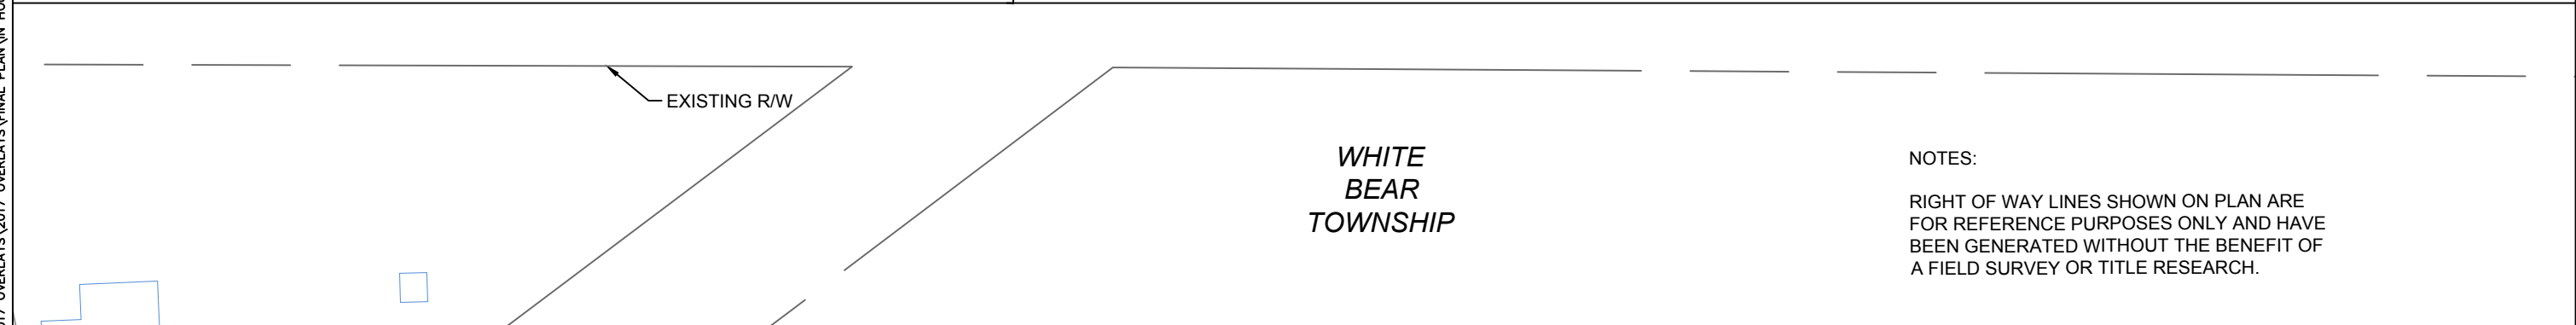 EXISTING R/W
WHITE
BEAR
TOWNSHIP
NOTES:
RIGHT OF WAY LINES SHOWN ON PLAN ARE
FOR REFERENCE PURPOSES ONLY AND HAVE
BEEN GENERATED WITHOUT THE BENEFIT OF
A FIELD SURVEY OR TITLE RESEARCH.